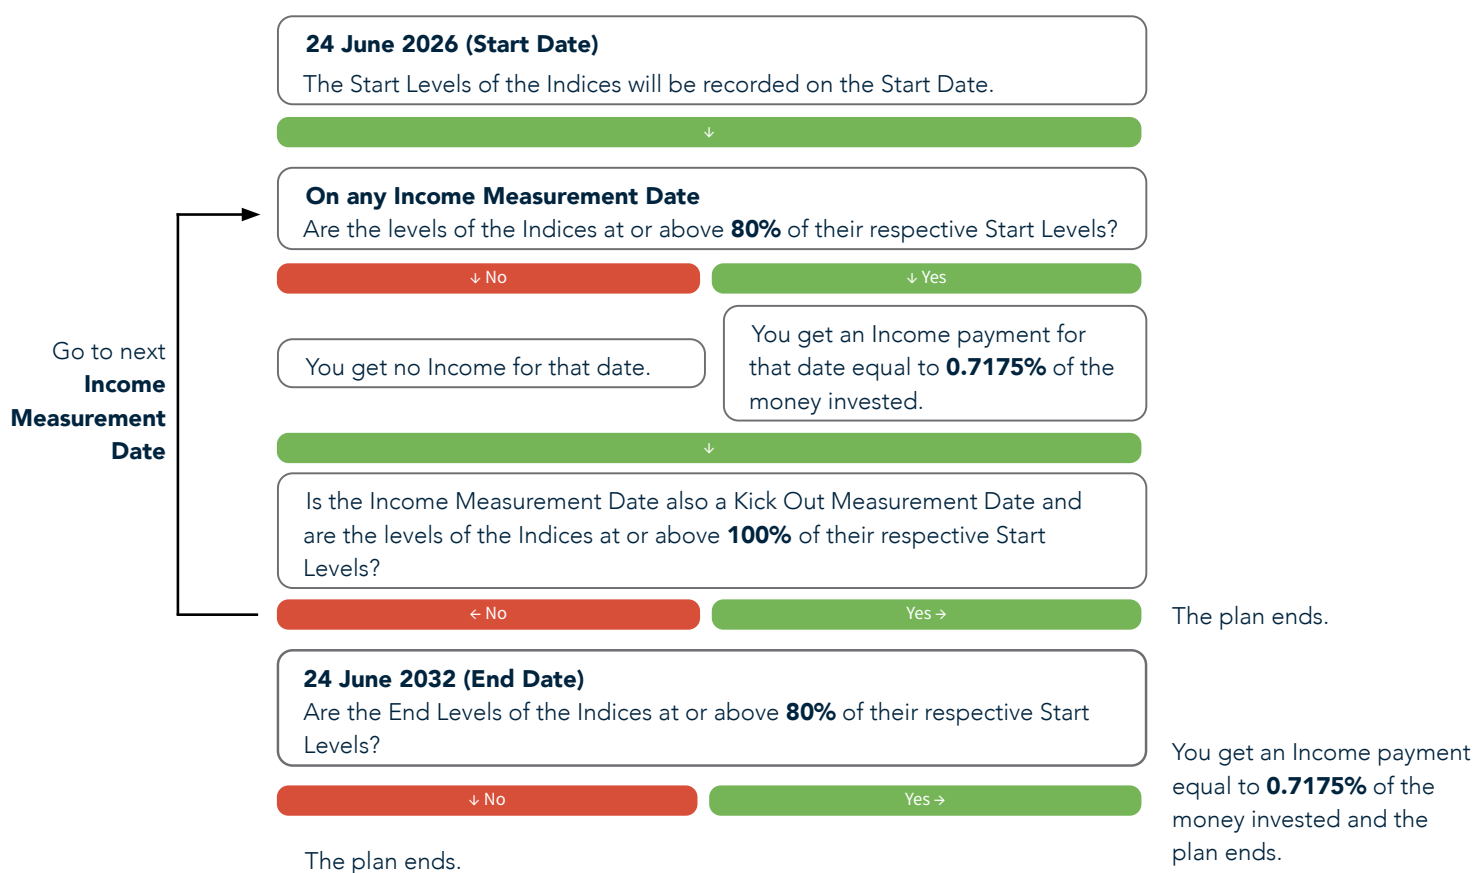 24 June 2026 (Start Date)
The Start Levels of the Indices will be recorded on the Start Date.
↓
On any Income Measurement Date
Are the levels of the Indices at or above 80% of their respective Start Levels?
↓ No
↓ Yes
Go to next
Income
Measurement
Date
You get no Income for that date.
You get an Income payment for
that date equal to 0.7175% of the
money invested.
↓
Is the Income Measurement Date also a Kick Out Measurement Date and
are the levels of the Indices at or above 100% of their respective Start
Levels?
← No
Yes →
The plan ends.
24 June 2032 (End Date)
Are the End Levels of the Indices at or above 80% of their respective Start
Levels?
↓ No
Yes →
You get an Income payment
equal to 0.7175% of the
money invested and the
plan ends.
The plan ends.